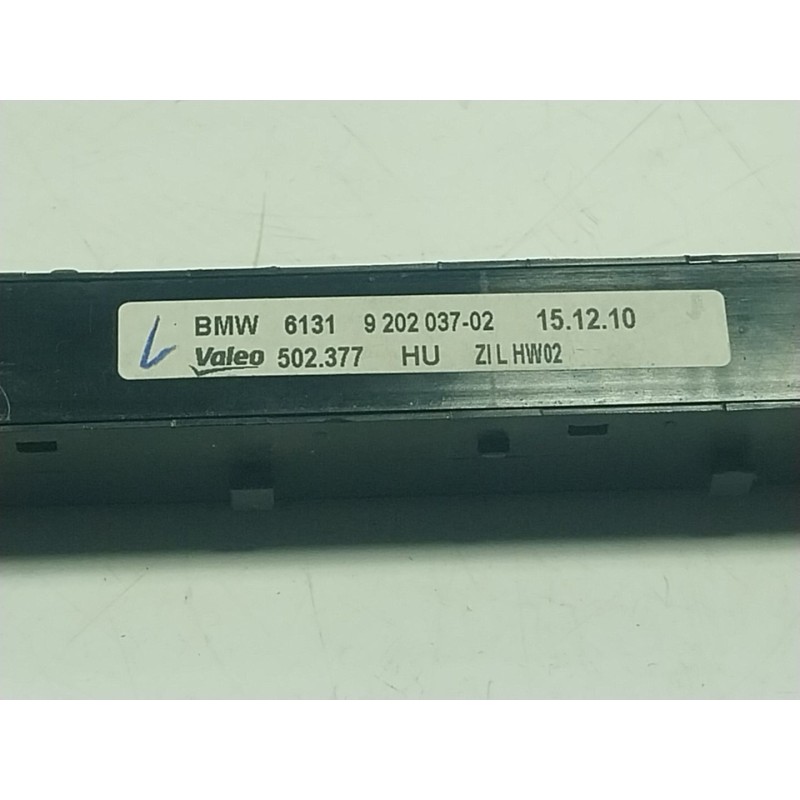 BMW 6131 9 202 037-02 15.12.10
Valeo 502.377 HU ZI L HW02